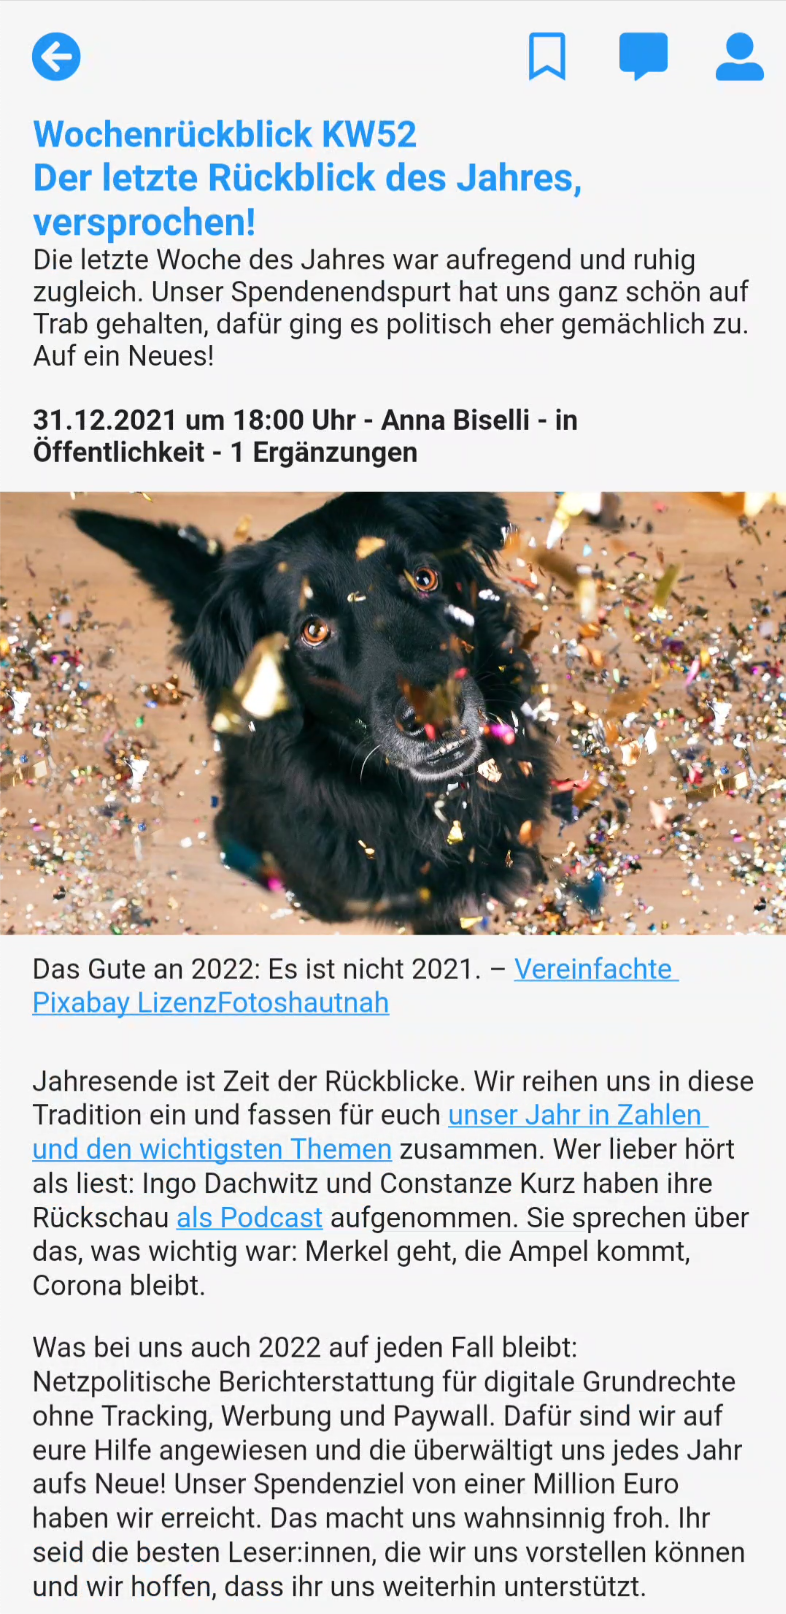 Wochenrückblick KW52
Der letzte Rückblick des Jahres,
versprochen!
Die letzte Woche des Jahres war aufregend und ruhig
zugleich. Unser Spendenendspurt hat uns ganz schön auf
Trab gehalten, dafür ging es politisch eher gemächlich zu.
Auf ein Neues!
31.12.2021 um 18:00 Uhr - Anna Biselli - in
Öffentlichkeit - 1 Ergänzungen
Das Gute an 2022: Es ist nicht 2021. – Vereinfachte
Pixabay LizenzFotoshautnah
Jahresende ist Zeit der Rückblicke. Wir reihen uns in diese
Tradition ein und fassen für euch unser Jahr in Zahlen
und den wichtigsten Themen zusammen. Wer lieber hört
als liest: Ingo Dachwitz und Constanze Kurz haben ihre
Rückschau als Podcast aufgenommen. Sie sprechen über
das, was wichtig war: Merkel geht, die Ampel kommt,
Corona bleibt.
Was bei uns auch 2022 auf jeden Fall bleibt:
Netzpolitische Berichterstattung für digitale Grundrechte
ohne Tracking, Werbung und Paywall. Dafür sind wir auf
eure Hilfe angewiesen und die überwältigt uns jedes Jahr
aufs Neue! Unser Spendenziel von einer Million Euro
haben wir erreicht. Das macht uns wahnsinnig froh. Ihr
seid die besten Leser:innen, die wir uns vorstellen können
und wir hoffen, dass ihr uns weiterhin unterstützt.